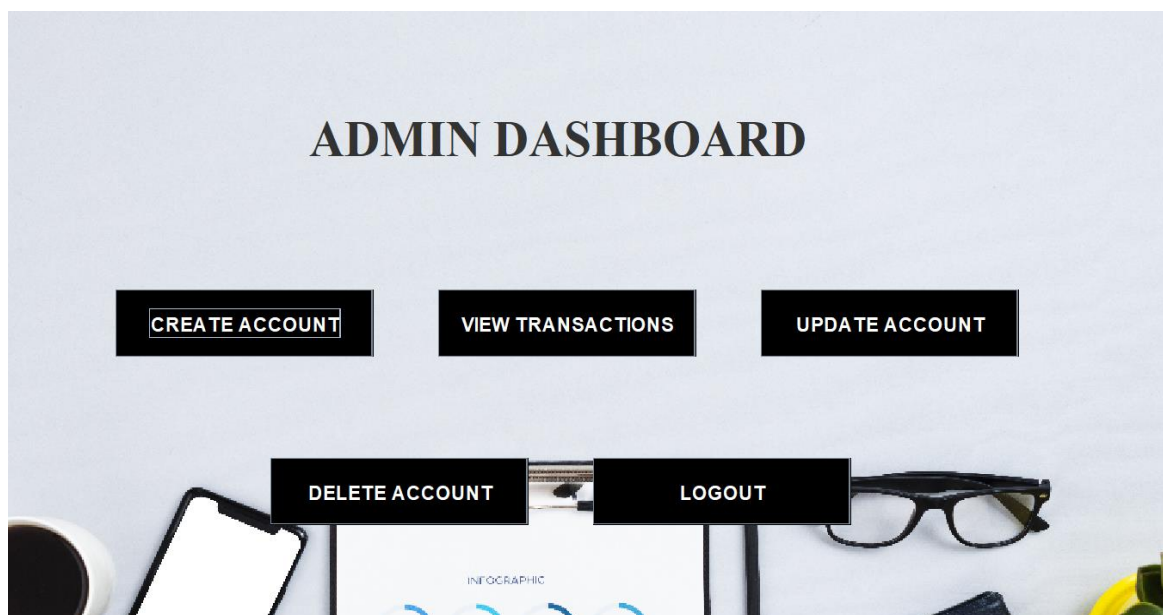 ADMIN DASHBOARD
CREATE ACCOUNT
VIEW TRANSACTIONS
UPDATE ACCOUNT
DELETE ACCOUNT
LOGOUT
INFOGRAPHIC